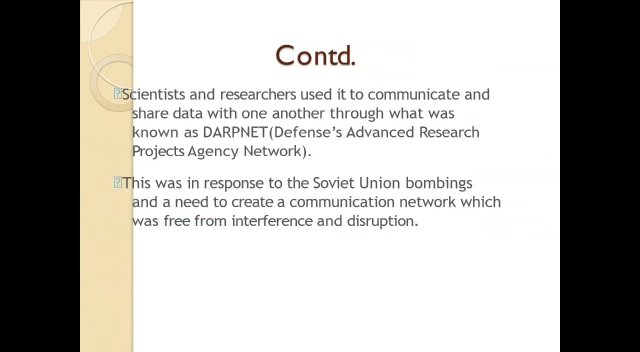 Contd.
Scientists and researchers used it to communicate and
share data with one another through what was
known as DARPNET(Defense's Advanced Research
Projects Agency Network).
This was in response to the Soviet Union bombings
and a need to create a communication network which
was free from interference and disruption.